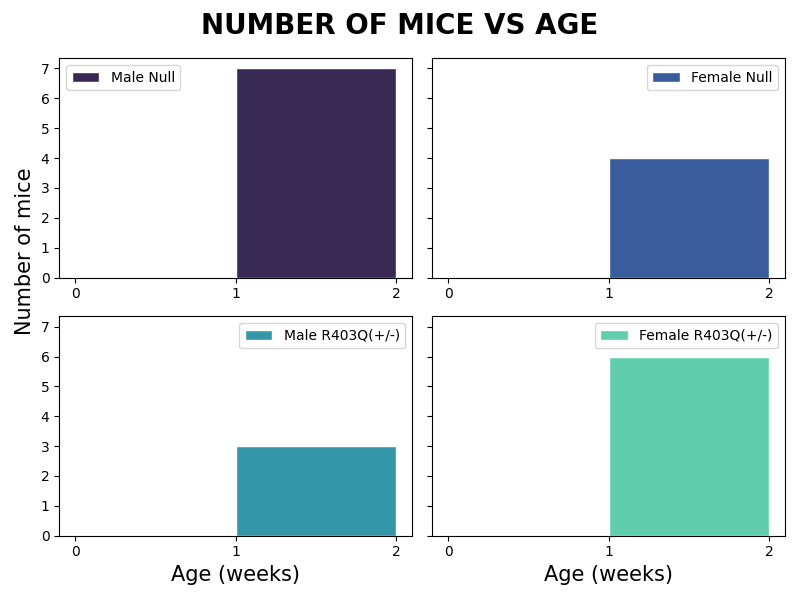 NUMBER OF MICE VS AGE
Number of mice
7
6
5
4
3
2
1
0
Male Null
0 1 2
Female Null
0 1 2
7
6
5
4
3
2
1
0
Male R403Q(+/-)
0 1 2
Age (weeks)
Female R403Q(+/-)
0 1 2
Age (weeks)